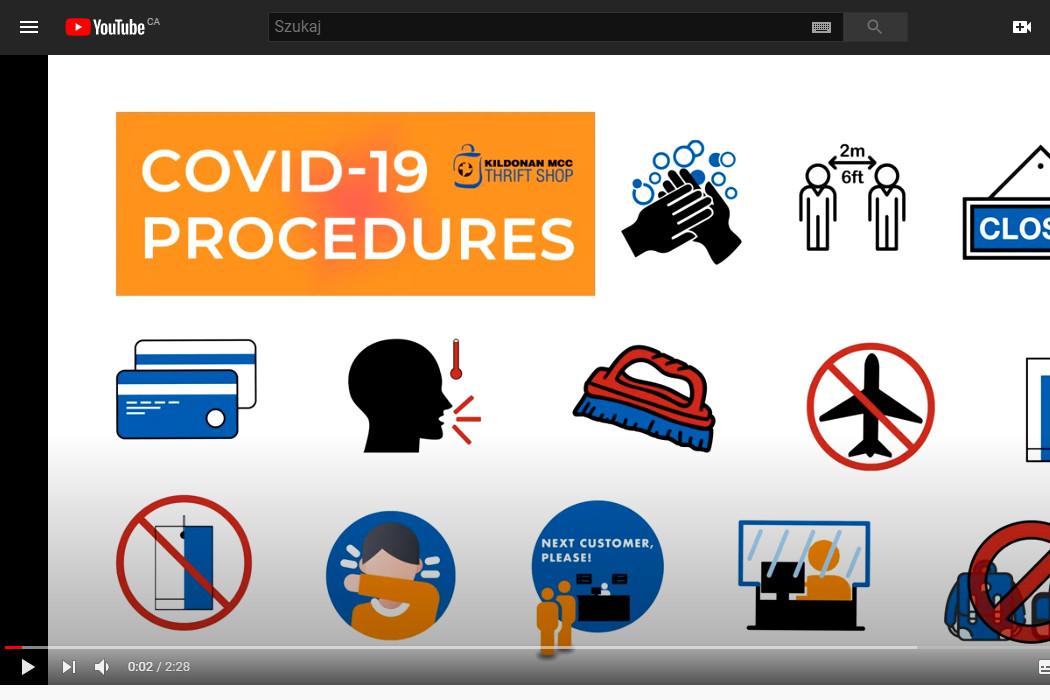 YouTube CA
Szukaj
COVID-19
KILDONAN MCC
THRIFT SHOP
PROCEDURES
2m
6ft
CLOS
NEXT CUSTOMER,
PLEASE!
0:02 / 2:28